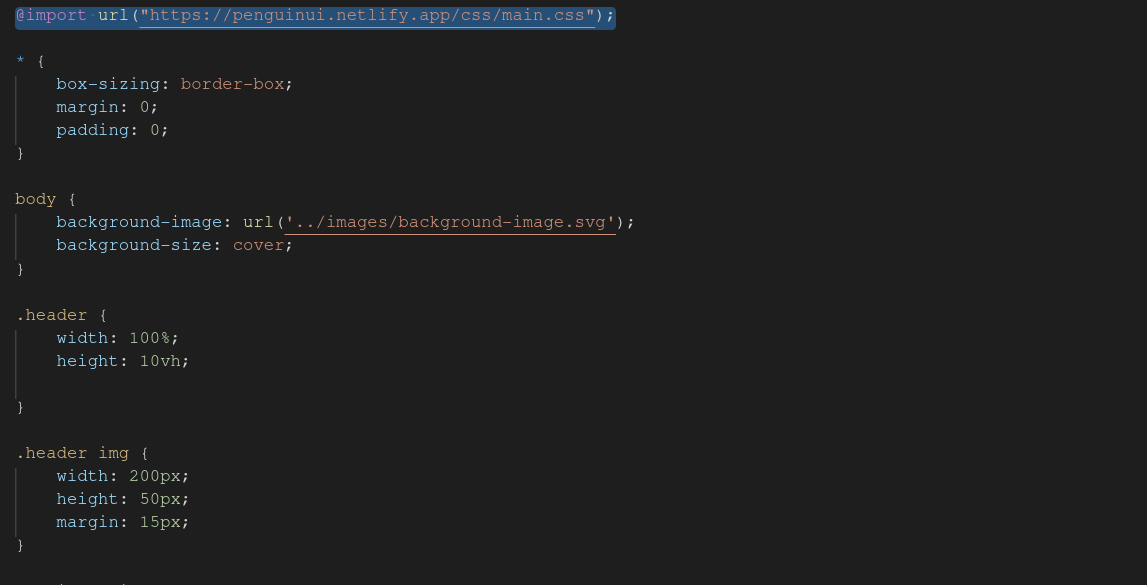 @import url("https://penguinui.netlify.app/css/main.css");
* {
box-sizing: border-box;
margin: 0;
padding: 0;
}
body {
background-image: url('../images/background-image.svg');
background-size: cover;
}
.header {
width: 100%;
height: 10vh;
}
.header img {
width: 200px;
height: 50px;
margin: 15px;
}